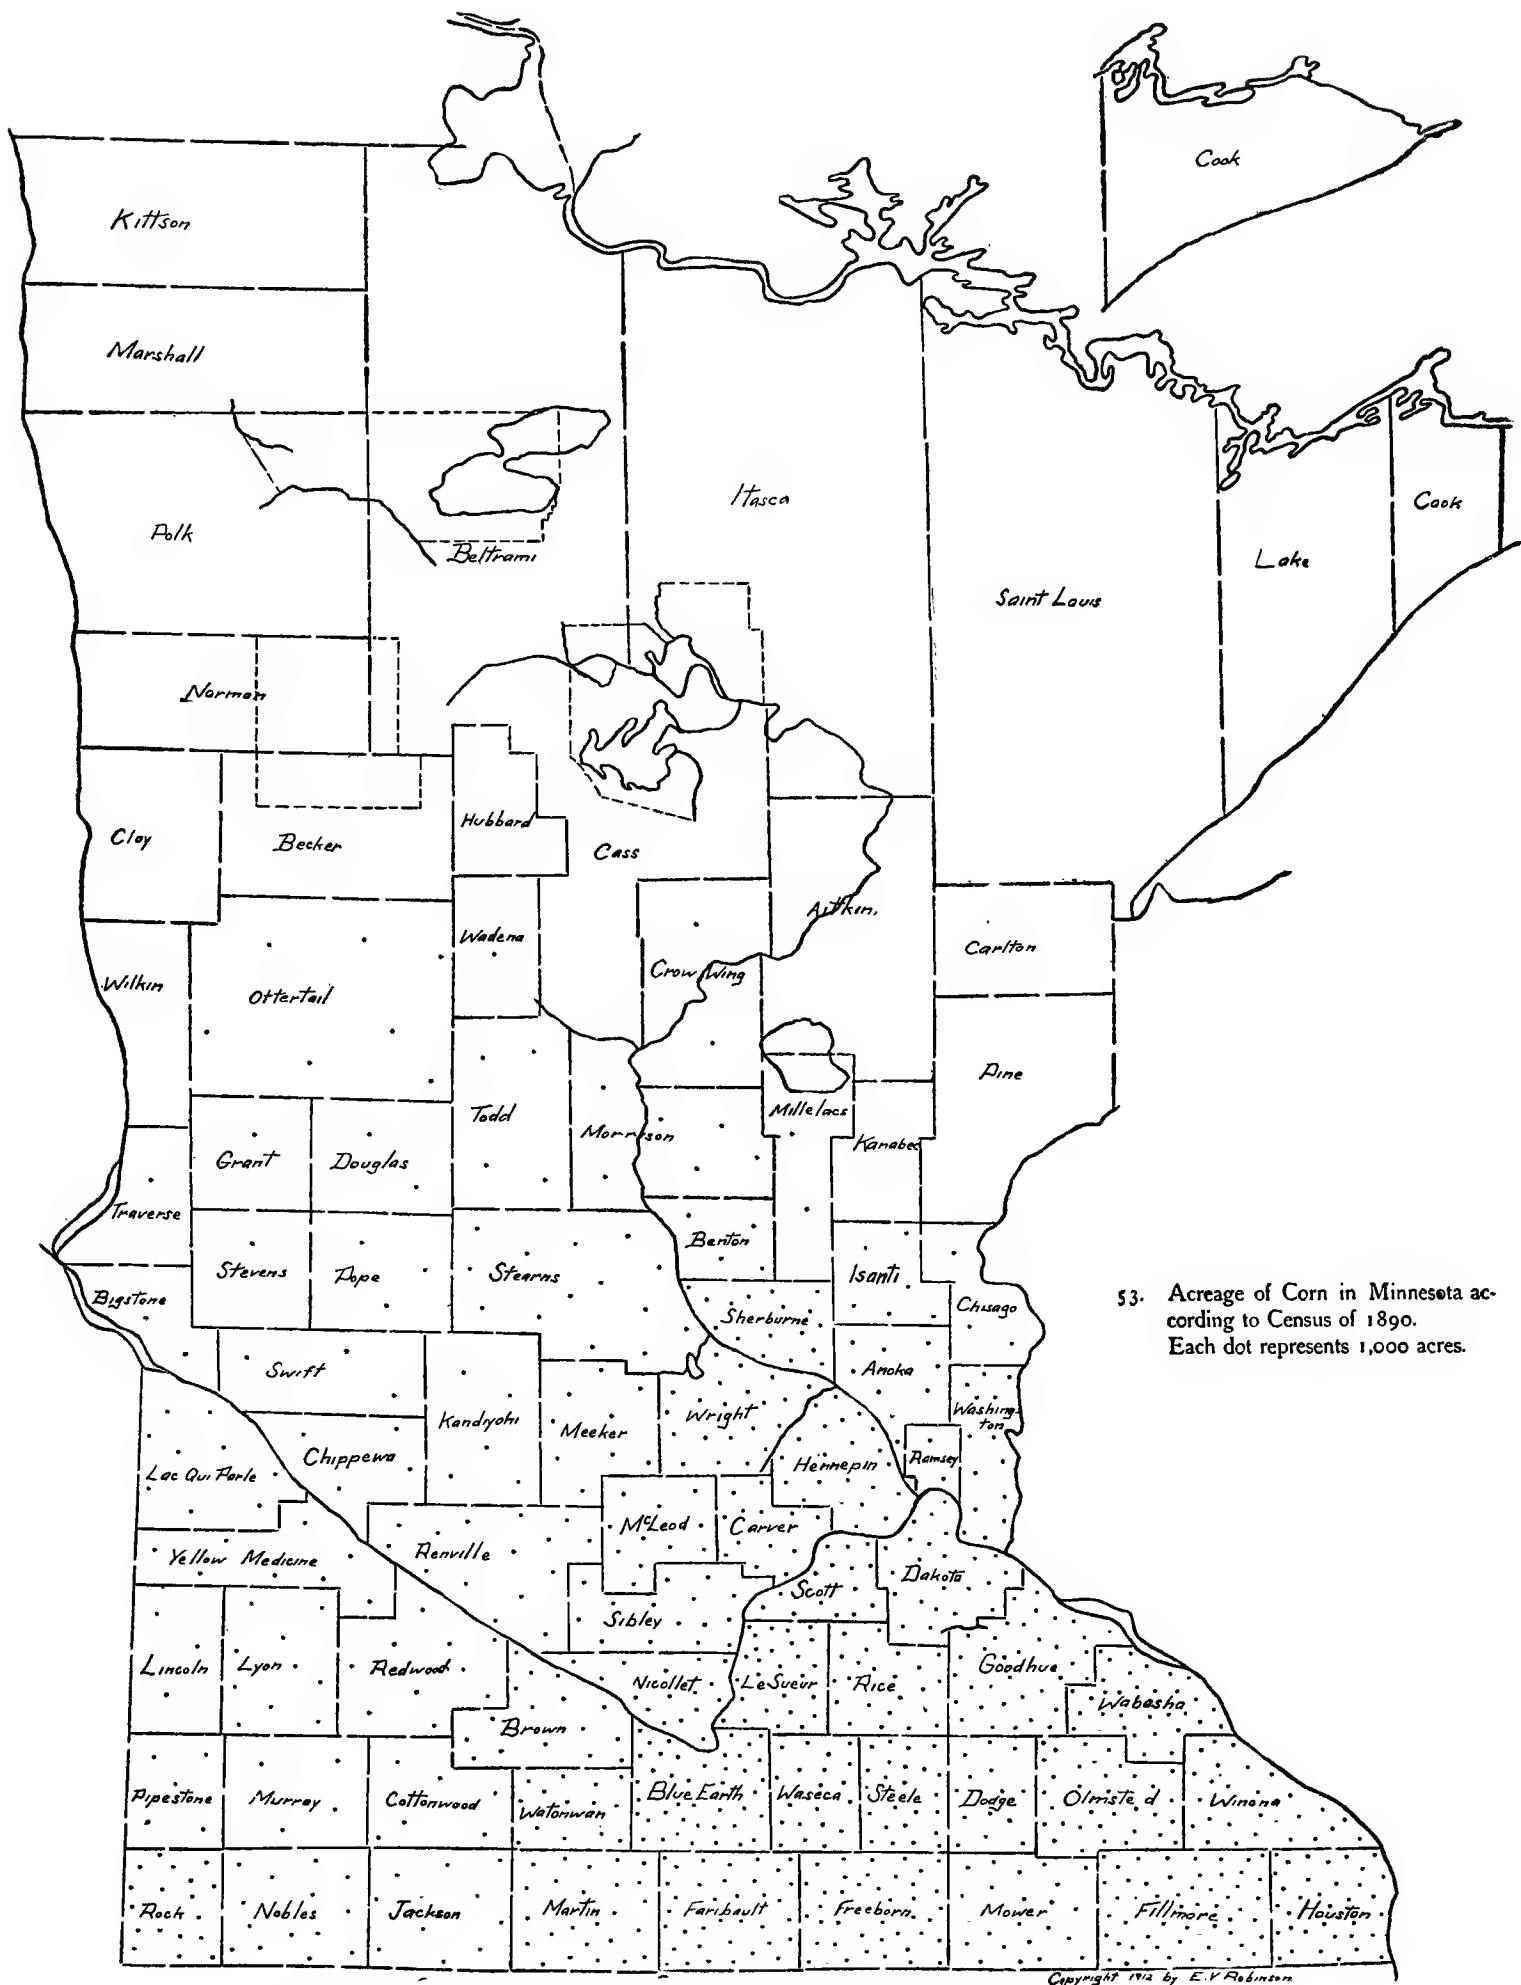 Cook
Kittson
Marshall
Itasca
Cook
Polk
Beltrami
Lake
Saint Louis
Norman
Hubbard
Clay
Becker
Cass
Aitkin.
Wadena
Carlton
Crow Wing
Wilkin
Ottertail
Pine
Todd
Millelacs
Morrison
Kanabec
Grant
Douglas
Traverse
Benton
Stevens
Pope
Stearns
Isanti
Bigstone
Sherburne
Chisago
53. Acreage of Corn in Minnesota ac-
cording to Census of 1890.
Each dot represents 1,000 acres.
Swift
Anoka
Kandiyohi
Meeker
Wright
Washing-
ton
Chippewa
Lac Qui Parle
Hennepin
Ramsey
McLeod
Carver
Renville
Yellow Medicine
Scott
Dakota
Sibley
Lincoln
Lyon
Redwood
Nicollet
LeSueur
Rice
Goodhue
Wabasha
Brown
Pipestone
Murray
Cottonwood
Watonwan
Blue Earth
Waseca
Steele
Dodge
Olmsted
Winona
Rock
Nobles
Jackson
Martin
Faribault
Freeborn
Mower
Fillmore
Houston
Copyright 1912 by E.V Robinson